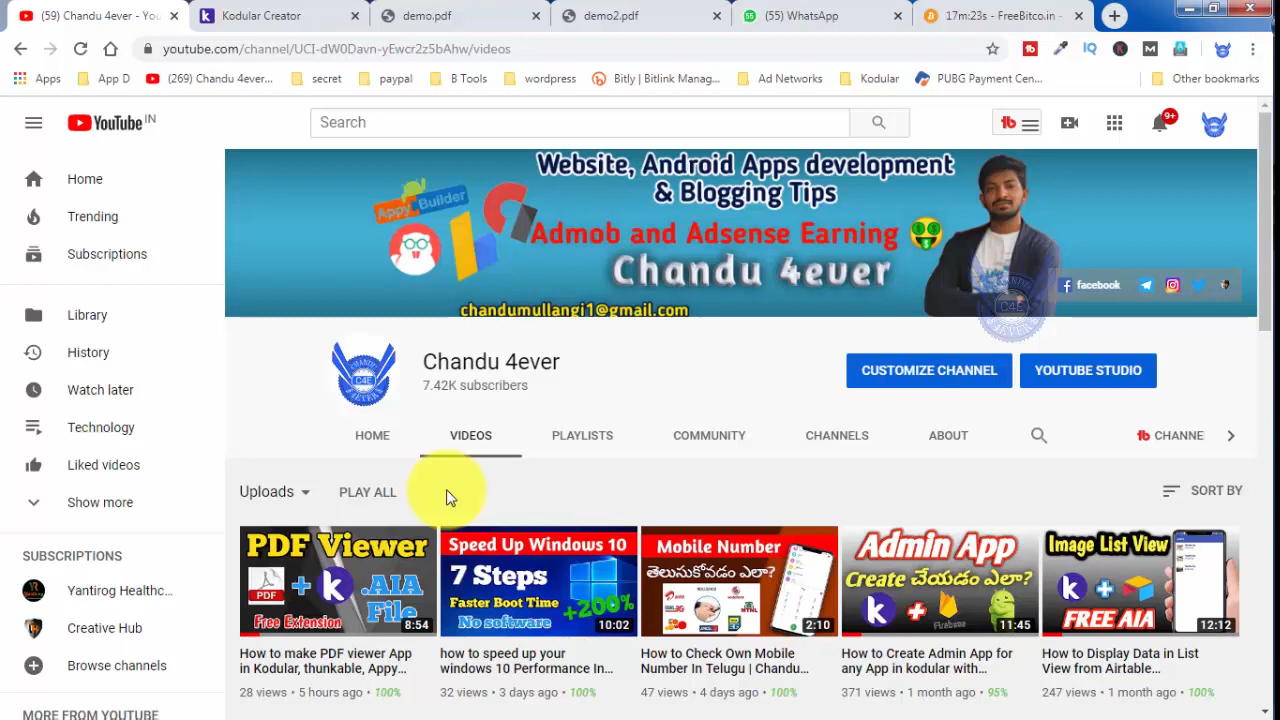 (59) Chandu 4ever - You
Kodular Creator
demo.pdf
demo2.pdf
(55) WhatsApp
17m:23s - FreeBitco.in -
youtube.com/channel/UCI-dW0Davn-yEwcr2z5bAhw/videos
Apps
App D
(269) Chandu 4ever...
secret
paypal
B Tools
wordpress
Bitly | Bitlink Manag...
Ad Networks
Kodular
PUBG Payment Cen...
Other bookmarks
YouTube IN
Search
9+
Home
Trending
Subscriptions
Library
History
Watch later
Technology
Liked videos
Show more
SUBSCRIPTIONS
Yantirog Healthc...
Creative Hub
Browse channels
MORE FROM YOUTUBE
Website, Android Apps development
& Blogging Tips
Appy Builder
Admob and Adsense Earning
Chandu 4ever
chandumullangi1@gmail.com
facebook
C4E
Chandu 4ever
7.42K subscribers
CUSTOMIZE CHANNEL
YOUTUBE STUDIO
HOME
VIDEOS
PLAYLISTS
COMMUNITY
CHANNELS
ABOUT
CHANNE
Uploads
PLAY ALL
SORT BY
PDF Viewer
PDF
+
.AIA
File
Free Extension
8:54
Speed Up Windows 10
7 Steps
Faster Boot Time
+200%
No software
10:02
Mobile Number
తెలుసుకోవడం ఎలా?
2:10
Admin App
Create చేయడం ఎలా?
+
Firebase
11:45
Image List View
+
FREE AIA
12:12
How to make PDF viewer App
in Kodular, thunkable, Appy...
28 views • 5 hours ago • 100%
how to speed up your
windows 10 Performance In...
32 views • 3 days ago • 100%
How to Check Own Mobile
Number In Telugu | Chandu...
47 views • 4 days ago • 100%
How to Create Admin App for
any App in kodular with...
371 views • 1 month ago • 95%
How to Display Data in List
View from Airtable...
247 views • 1 month ago • 100%